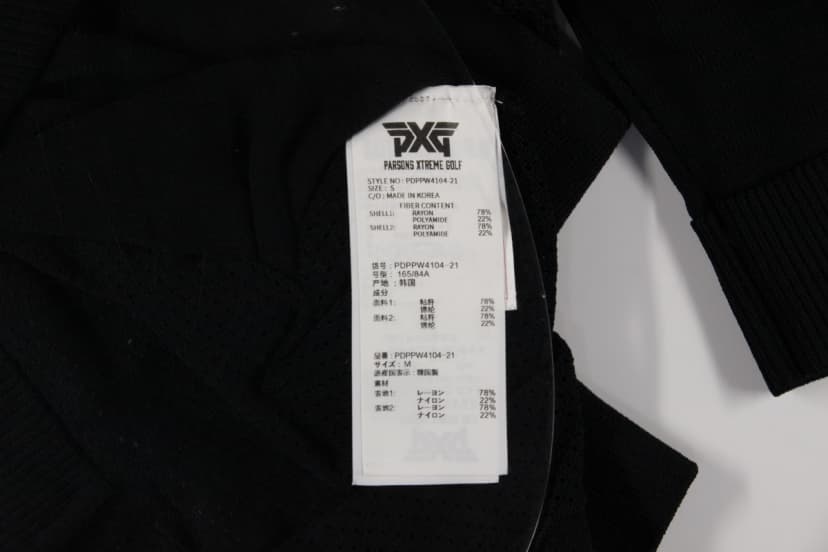 PXG
PARSONS XTREME GOLF
STYLE NO : PDPPW4104-21
SIZE : S
C/O : MADE IN KOREA
FIBER CONTENT
SHELL1: RAYON 78%
POLYAMIDE 22%
SHELL2: RAYON 78%
POLYAMIDE 22%
货号 : PDPPW4104-21
号型 : 165/84A
产地 : 韩国
成分
面料1: 粘纤 78%
锦纶 22%
面料2: 粘纤 78%
锦纶 22%
品番 : PDPPW4104-21
サイズ : M
原産国表示 : 韓国製
素材
表地1: レーヨン 78%
ナイロン 22%
表地2: レーヨン 78%
ナイロン 22%